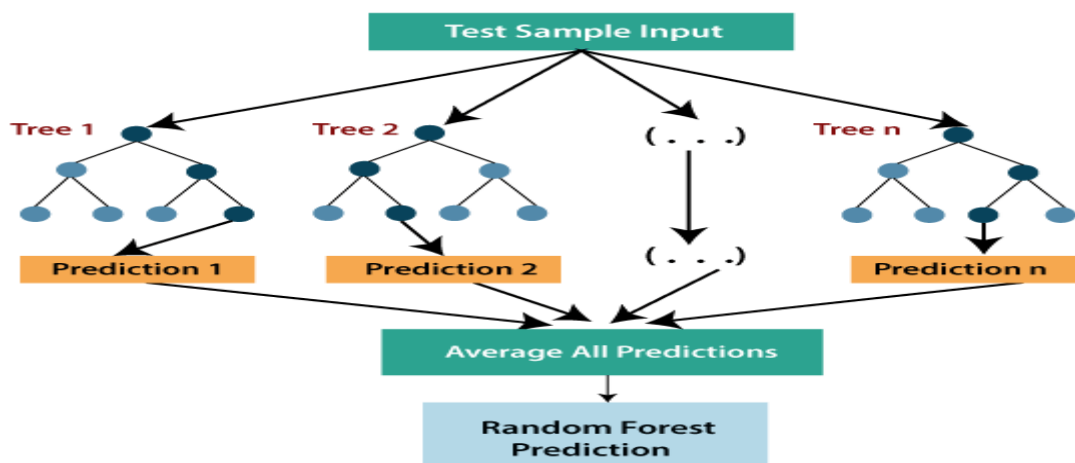 Test Sample Input
Tree 1
Tree 2
(. . .)
Tree n
(. . .)
Prediction 1
Prediction 2
Prediction n
Average All Predictions
Random Forest
Prediction